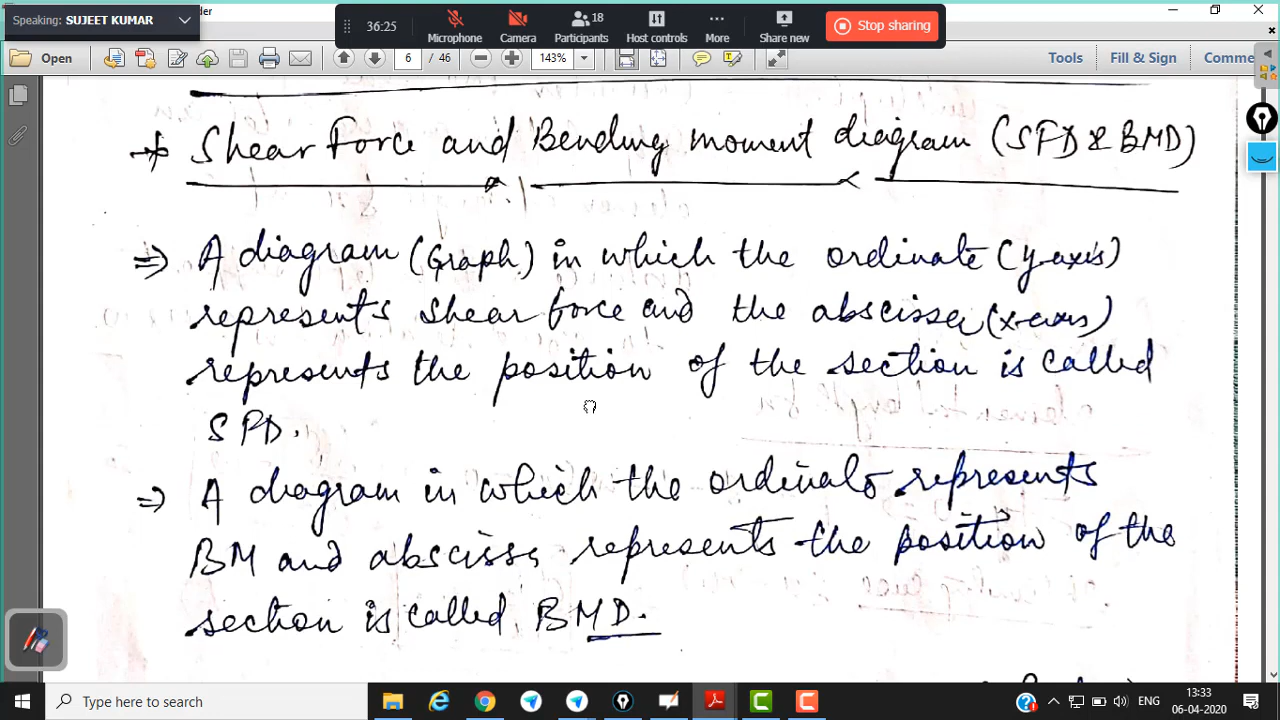 Speaking: SUJEET KUMAR
36:25
Microphone
Camera
18
Participants
Host controls
More
Share new
Stop sharing
Open
6 / 46
143%
Tools
Fill & Sign
Comme
Shear Force and Bending moment diagram (SFD & BMD)
⇒ A diagram (Graph) in which the ordinate (y-axis)
represents shear force and the abscissa (x-axis)
represents the position of the section is called
SFD.
⇒ A diagram in which the ordinate represents
BM and abscissa represents the position of the
section is called BMD.
Type here to search
ENG
13:33
06-04-2020